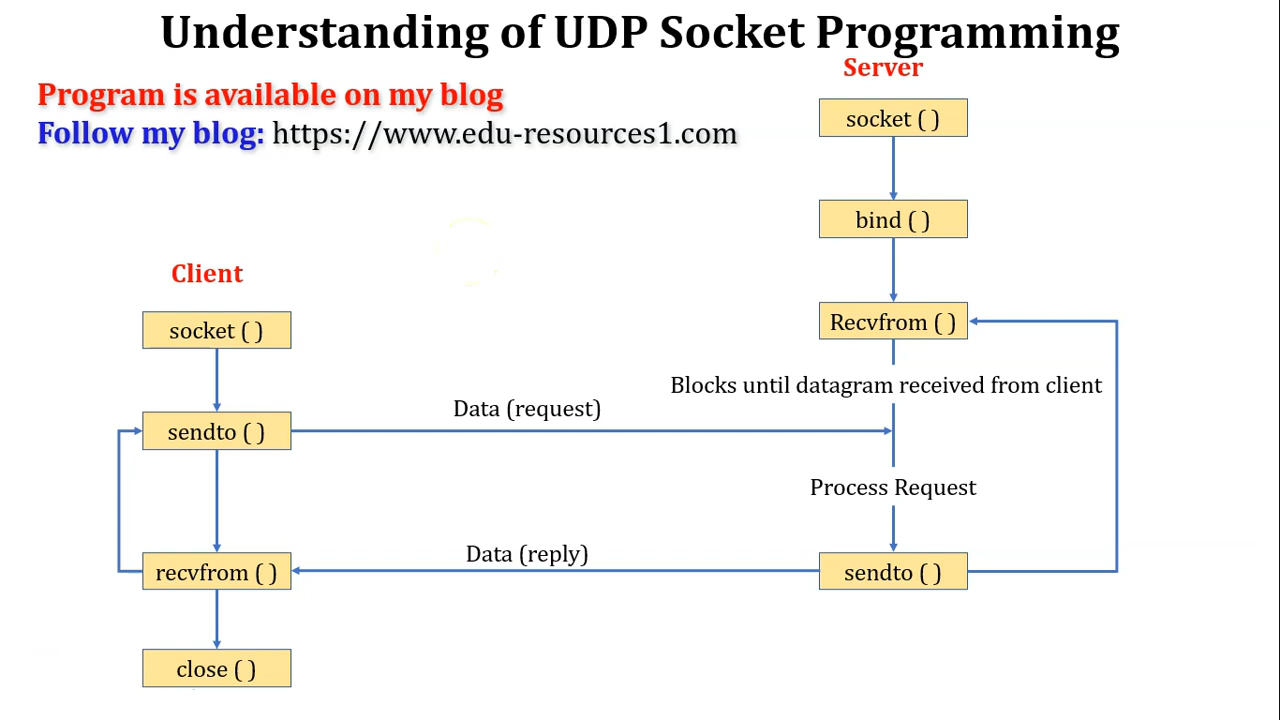 Understanding of UDP Socket Programming
Program is available on my blog
Follow my blog: https://www.edu-resources1.com
Server
socket ( )
bind ( )
Recvfrom ( )
Blocks until datagram received from client
Process Request
sendto ( )
Client
socket ( )
sendto ( )
recvfrom ( )
close ( )
Data (request)
Data (reply)